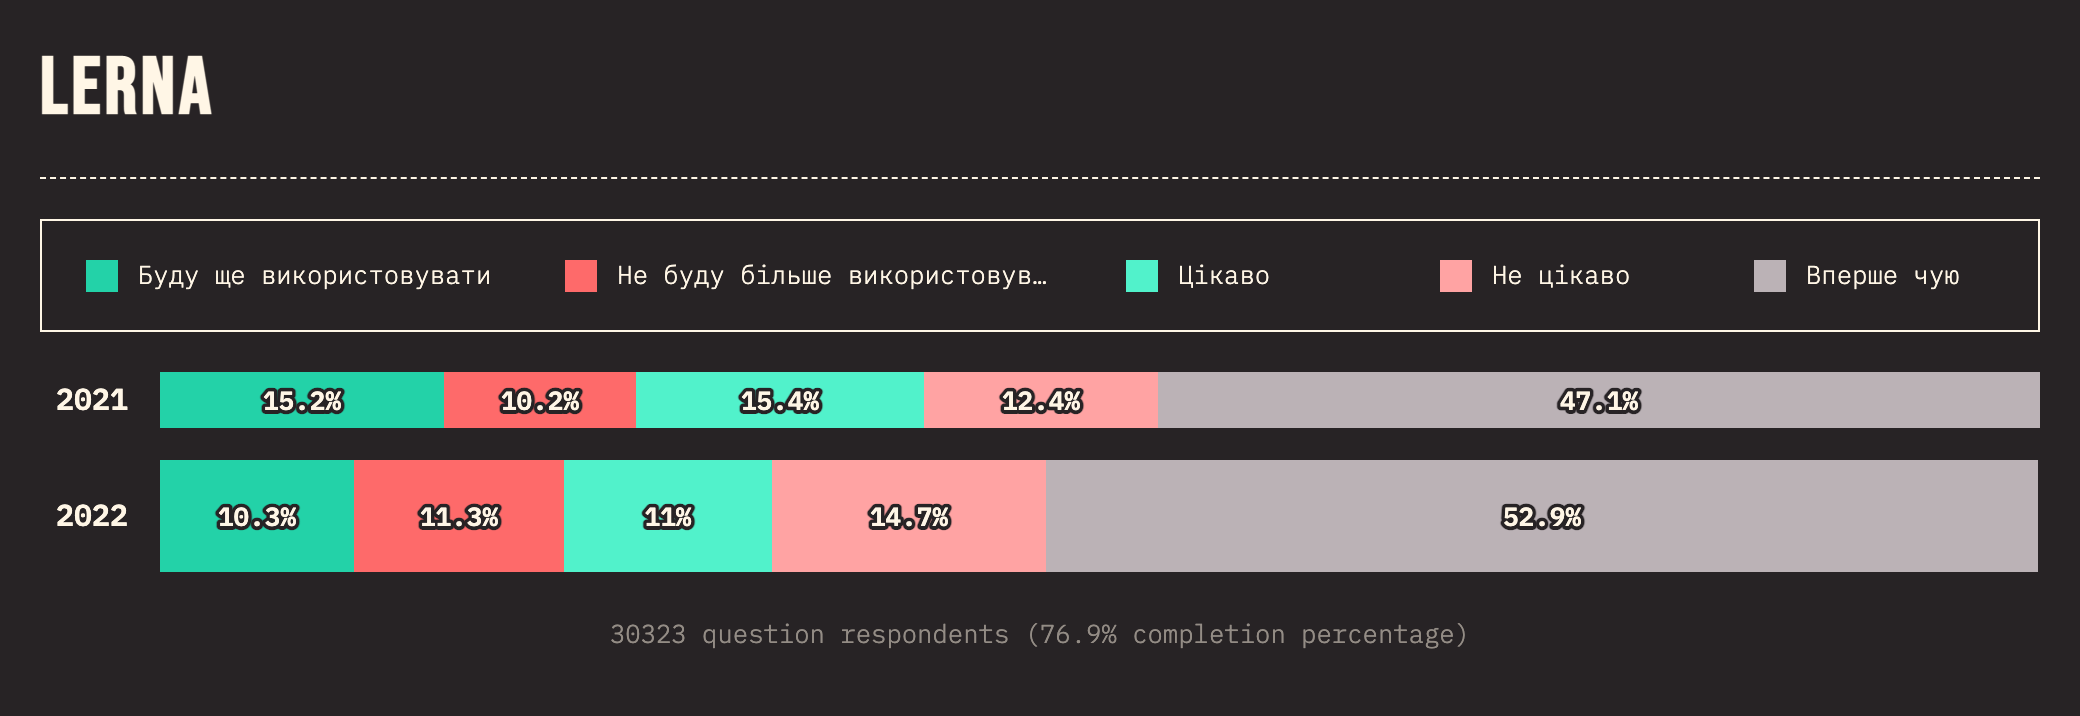 LERNA
Буду ще використовувати Не буду більше використовув… Цікаво Не цікаво Вперше чую
2021 15.2% 10.2% 15.4% 12.4% 47.1%
2022 10.3% 11.3% 11% 14.7% 52.9%
30323 question respondents (76.9% completion percentage)